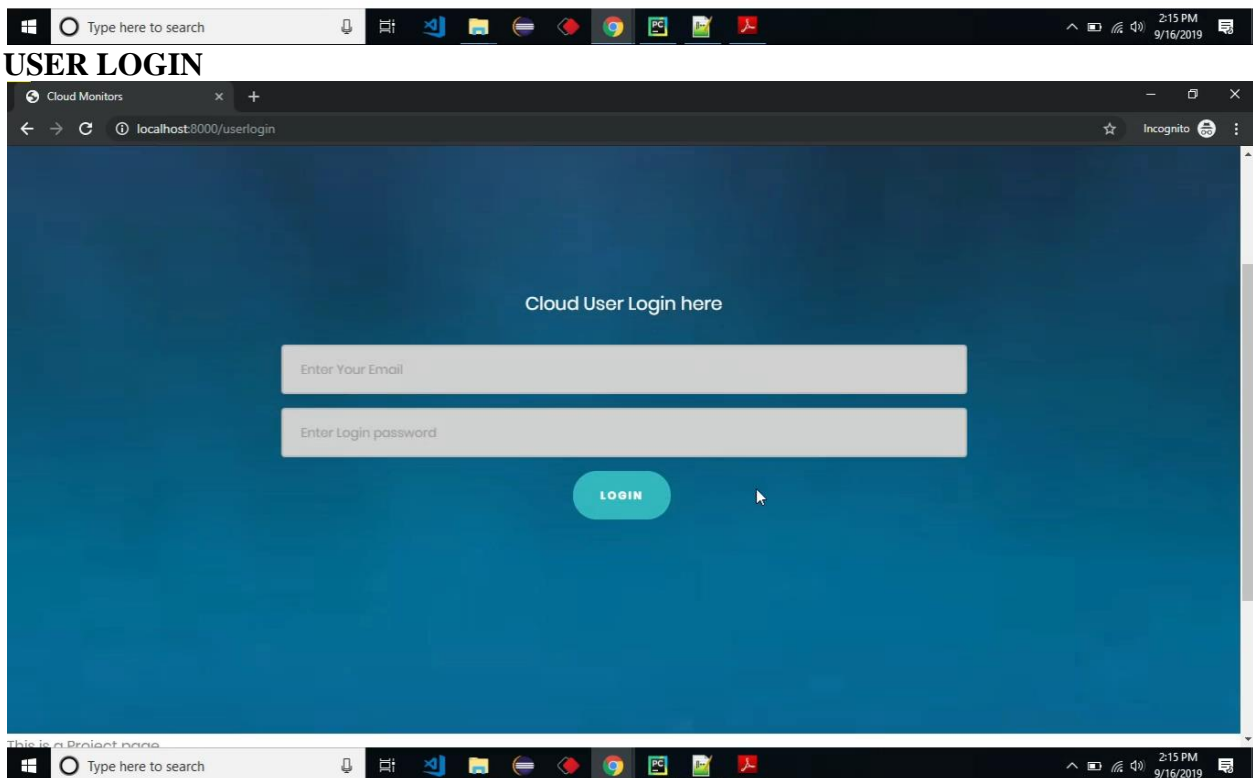 Type here to search
2:15 PM
9/16/2019
USER LOGIN
Cloud Monitors
localhost:8000/userlogin
Incognito
Cloud User Login here
Enter Your Email
Enter Login password
LOGIN
This is a Project page
Type here to search
PC
2:15 PM
9/16/2019